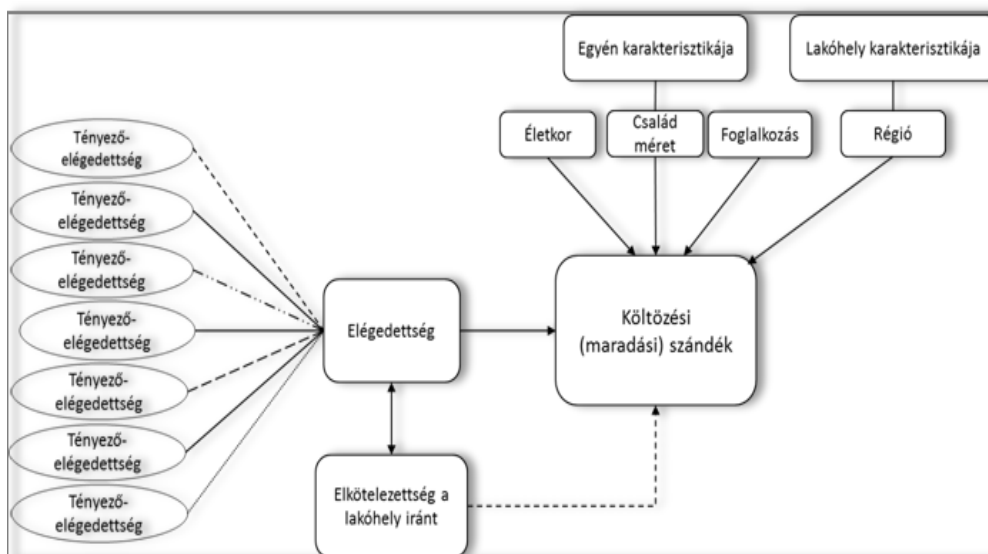 Egyén karakterisztikája
Lakóhely karakterisztikája
Életkor
Család
méret
Foglalkozás
Régió
Tényező-
elégedettség
Tényező-
elégedettség
Tényező-
elégedettség
Tényező-
elégedettség
Tényező-
elégedettség
Tényező-
elégedettség
Tényező-
elégedettség
Elégedettség
Költözési
(maradási) szándék
Elkötelezettség a
lakóhely iránt